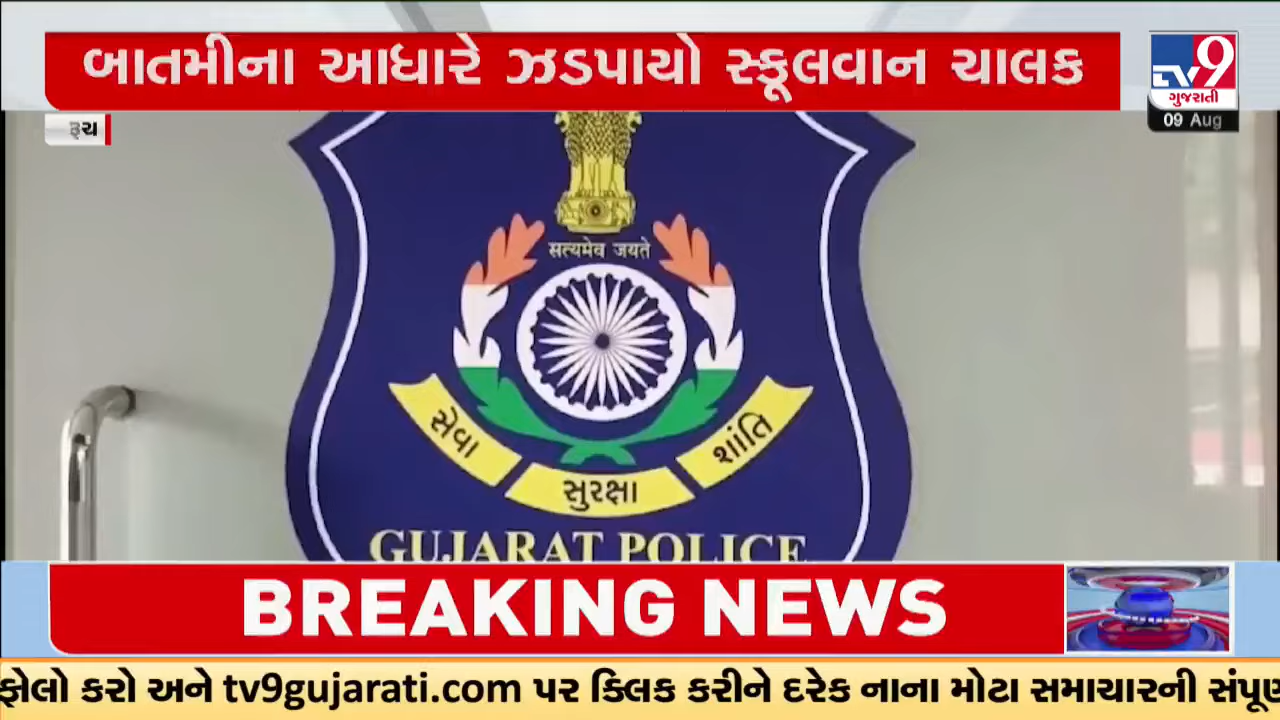 બાતમીના આધારે ઝડપાયો સ્કૂલવાન ચાલક
TV9
ગુજરાતી
09 Aug
રૂચ
સત્યમેવ જયતે
સેવા
સુરક્ષા
શાંતિ
GUJARAT POLICE
BREAKING NEWS
ફોલો કરો અને tv9gujarati.com પર ક્લિક કરીને દરેક નાના મોટા સમાચારની સંપૂર્ણ